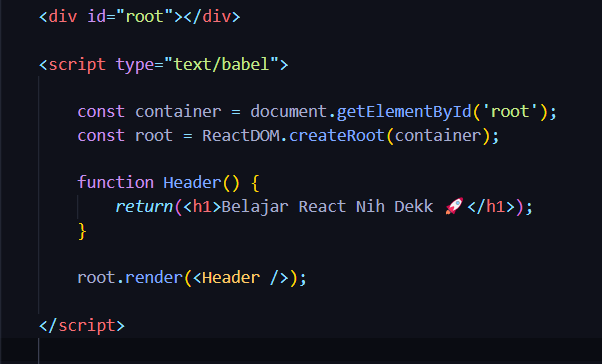 <div id="root"></div>
<script type="text/babel">
const container = document.getElementById('root');
const root = ReactDOM.createRoot(container);
function Header() {
return(<h1>Belajar React Nih Dekk 🚀</h1>);
}
root.render(<Header />);
</script>